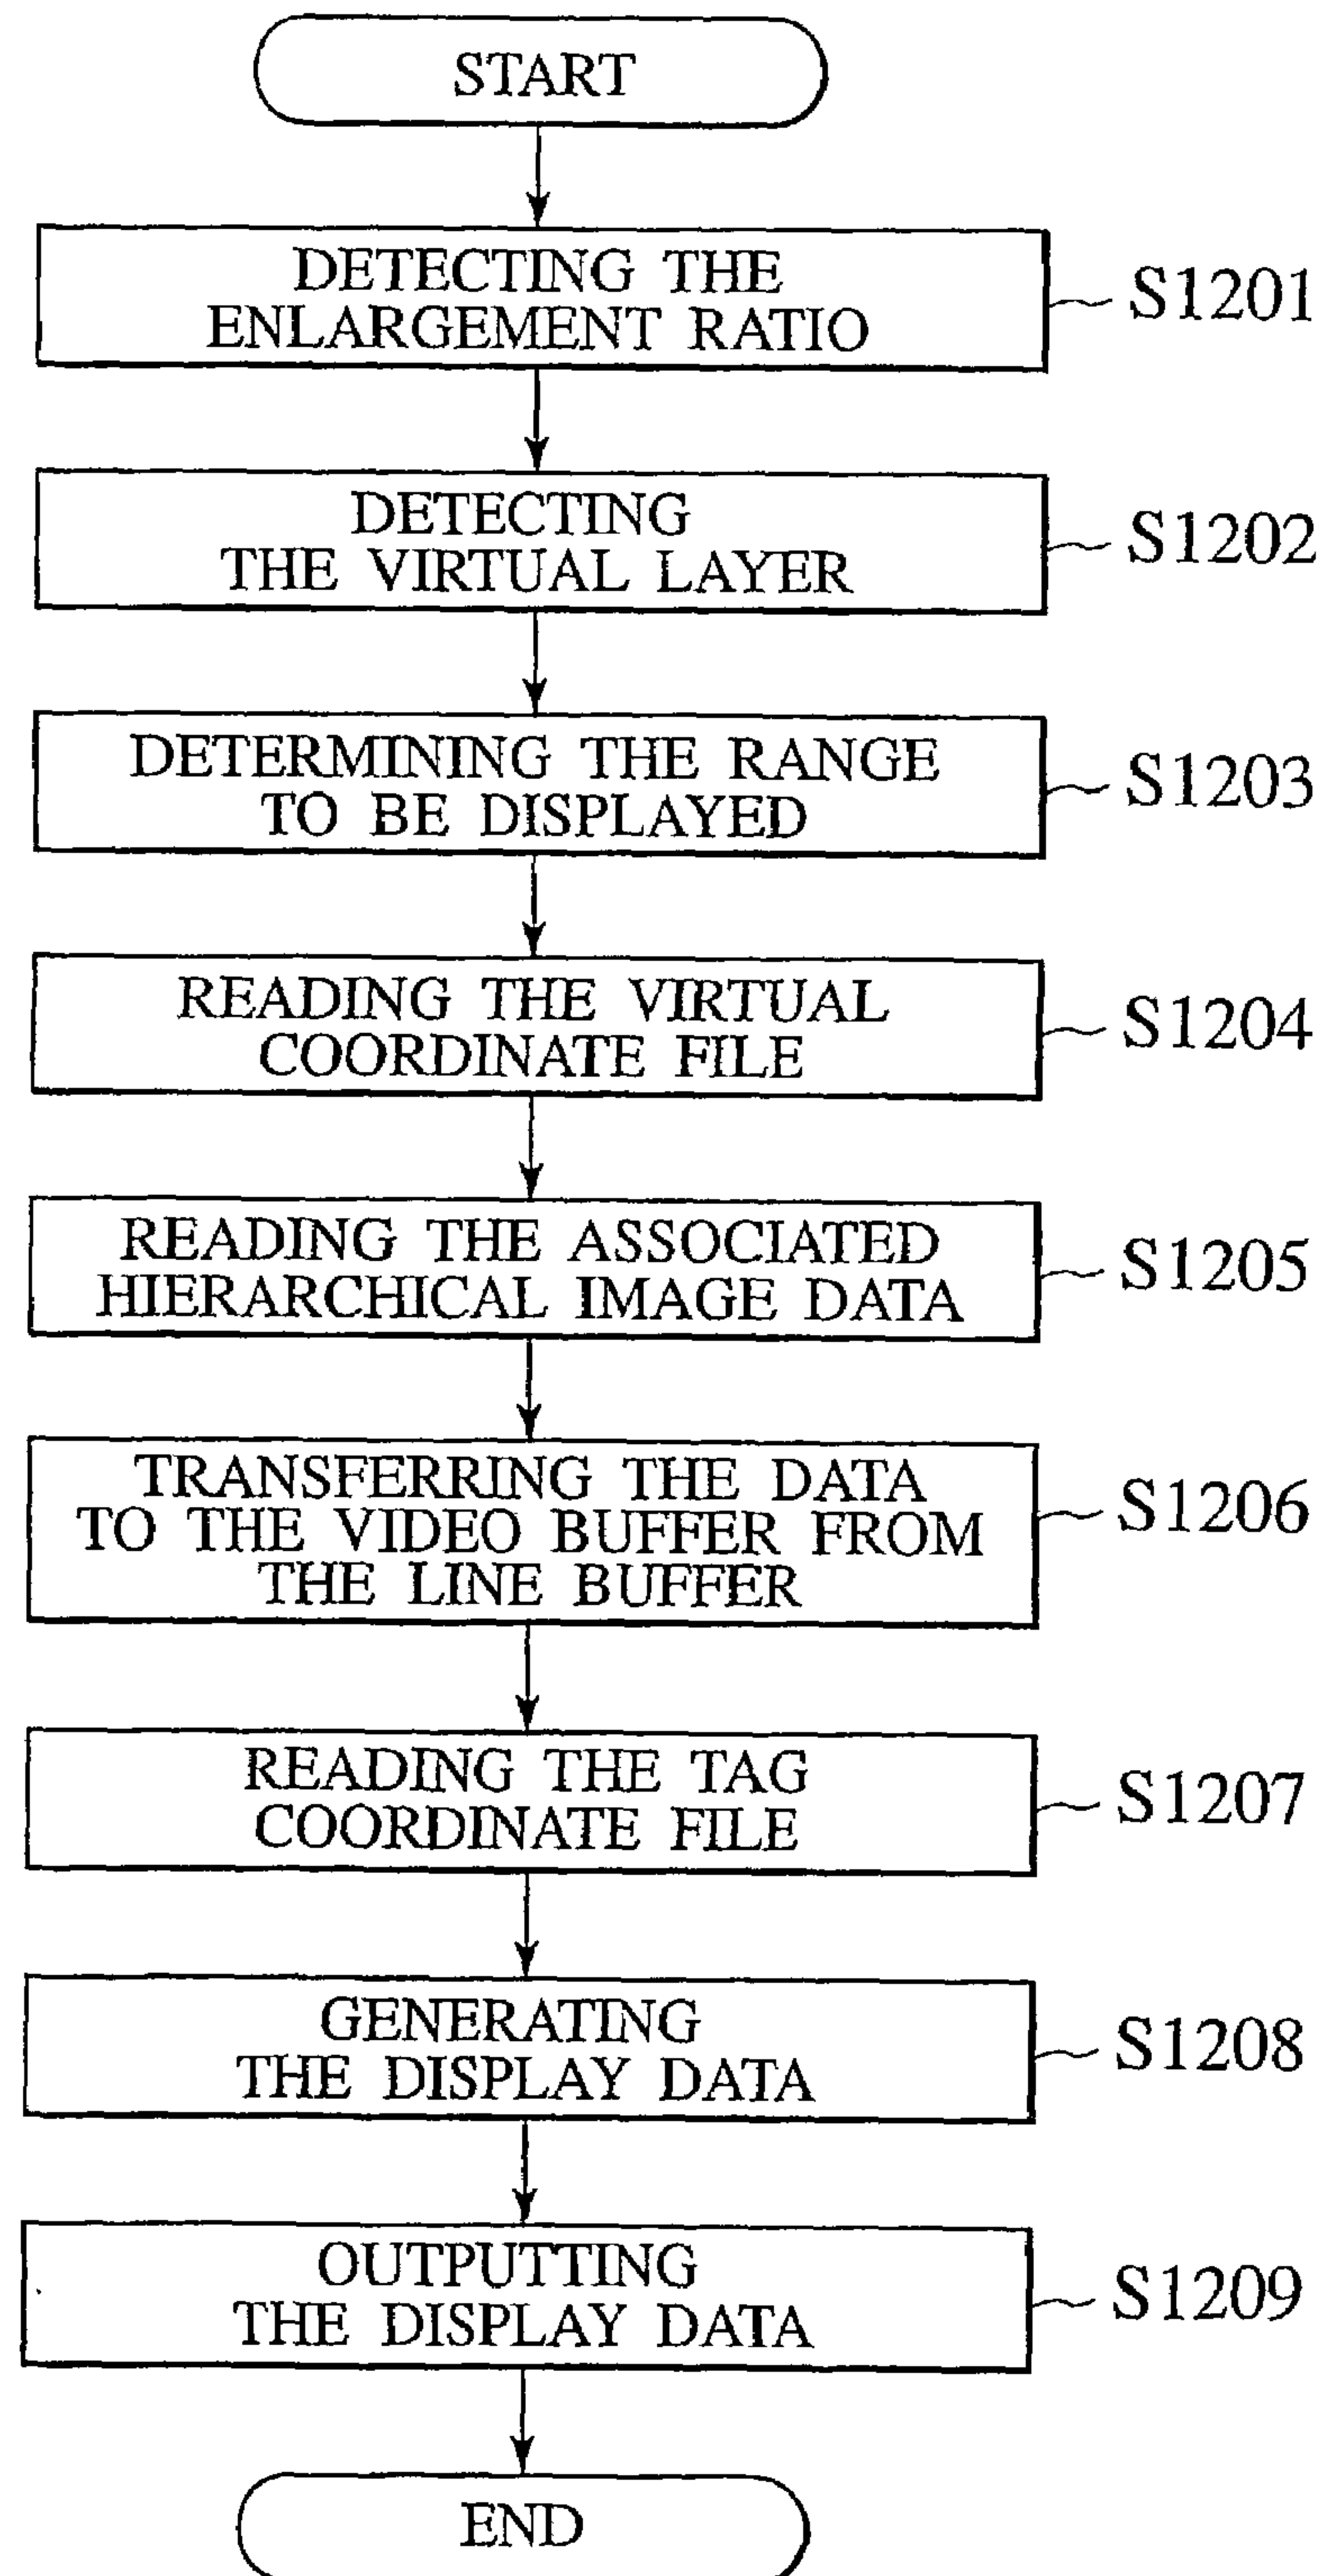 START
DETECTING THE
ENLARGEMENT RATIO
S1201
DETECTING
THE VIRTUAL LAYER
S1202
DETERMINING THE RANGE
TO BE DISPLAYED
S1203
READING THE VIRTUAL
COORDINATE FILE
S1204
READING THE ASSOCIATED
HIERARCHICAL IMAGE DATA
S1205
TRANSFERRING THE DATA
TO THE VIDEO BUFFER FROM
THE LINE BUFFER
S1206
READING THE TAG
COORDINATE FILE
S1207
GENERATING
THE DISPLAY DATA
S1208
OUTPUTTING
THE DISPLAY DATA
S1209
END